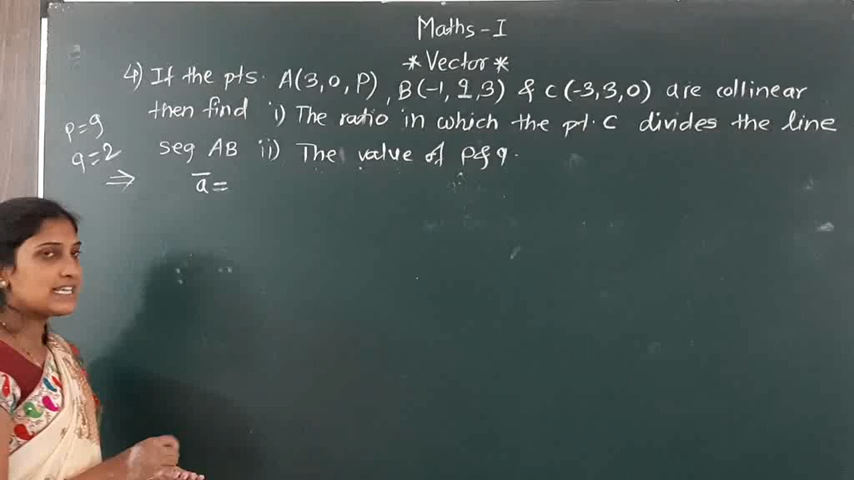 Maths - I
* Vector *
4) If the pts. A(3,0,P), B(-1, q,3) & C(-3,3,0) are collinear
then find i) The ratio in which the pt. C divides the line
seg AB ii) The value of p & q.
p=9
q=2
⇒ a̅ =